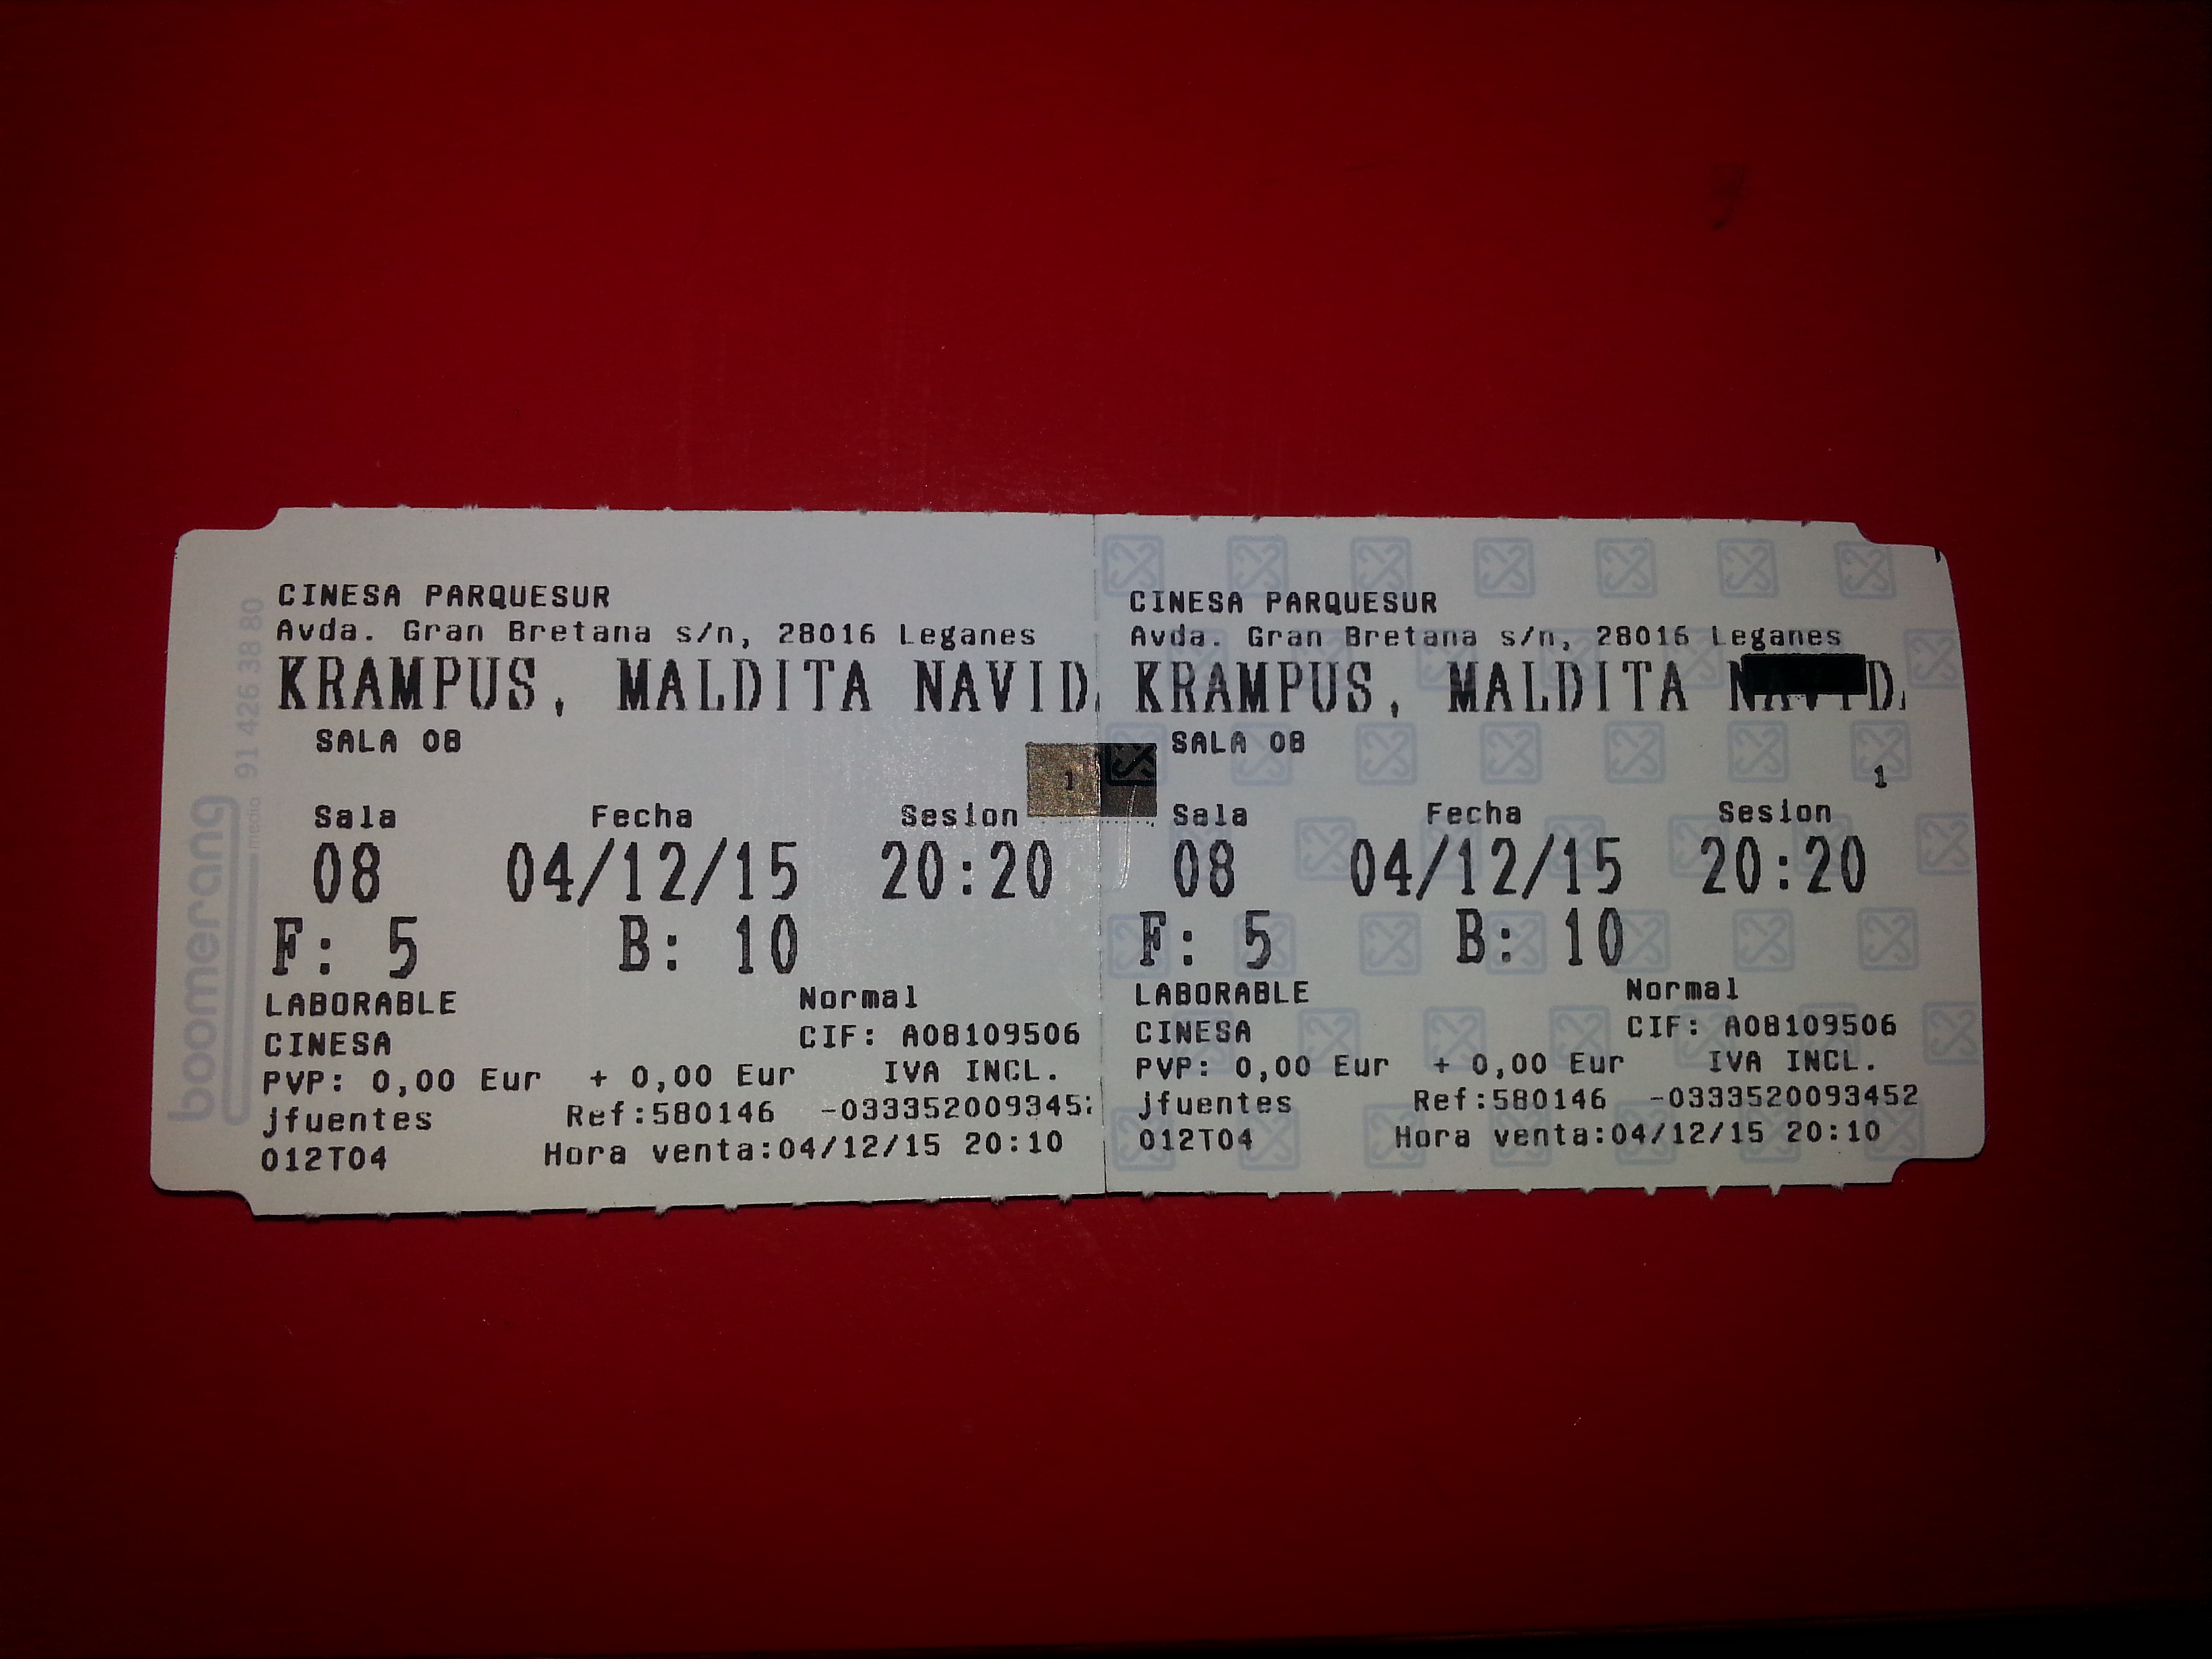 boomerang
media 91 426 38 80
CINESA PARQUESUR
Avda. Gran Bretana s/n, 28016 Leganes
KRAMPUS, MALDITA NAVID
SALA 08
1
Sala Fecha Sesion
08 04/12/15 20:20
F: 5 B: 10
LABORABLE Normal
CINESA CIF: A08109506
PVP: 0,00 Eur + 0,00 Eur IVA INCL.
jfuentes Ref:580146 -033352009345
012T04 Hora venta:04/12/15 20:10
CINESA PARQUESUR
Avda. Gran Bretana s/n, 28016 Leganes
KRAMPUS, MALDITA
SALA 08
1
Sala Fecha Sesion
08 04/12/15 20:20
F: 5 B: 10
LABORABLE Normal
CINESA CIF: A08109506
PVP: 0,00 Eur + 0,00 Eur IVA INCL.
jfuentes Ref:580146 -0333520093452
012T04 Hora venta:04/12/15 20:10